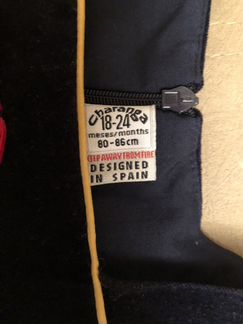 charanga
18-24
meses/months
80-86cm
KEEP AWAY FROM FIRE
DESIGNED
IN SPAIN